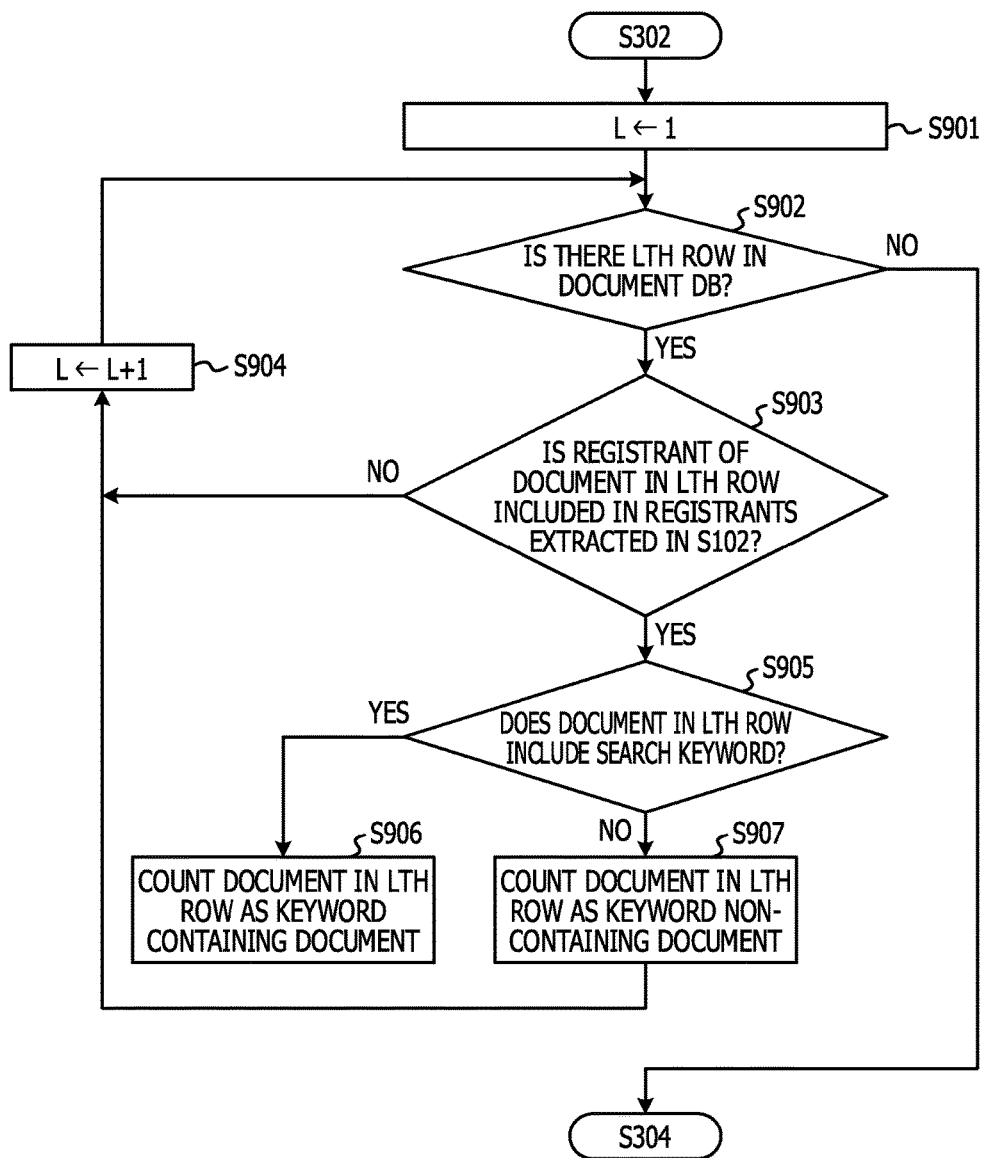 S302
L ← 1
S901
S902
IS THERE LTH ROW IN
DOCUMENT DB?
NO
YES
L ← L+1
S904
S903
IS REGISTRANT OF
DOCUMENT IN LTH ROW
INCLUDED IN REGISTRANTS
EXTRACTED IN S102?
NO
YES
S905
DOES DOCUMENT IN LTH ROW
INCLUDE SEARCH KEYWORD?
YES
NO
S906
COUNT DOCUMENT IN LTH
ROW AS KEYWORD
CONTAINING DOCUMENT
S907
COUNT DOCUMENT IN LTH
ROW AS KEYWORD NON-
CONTAINING DOCUMENT
S304